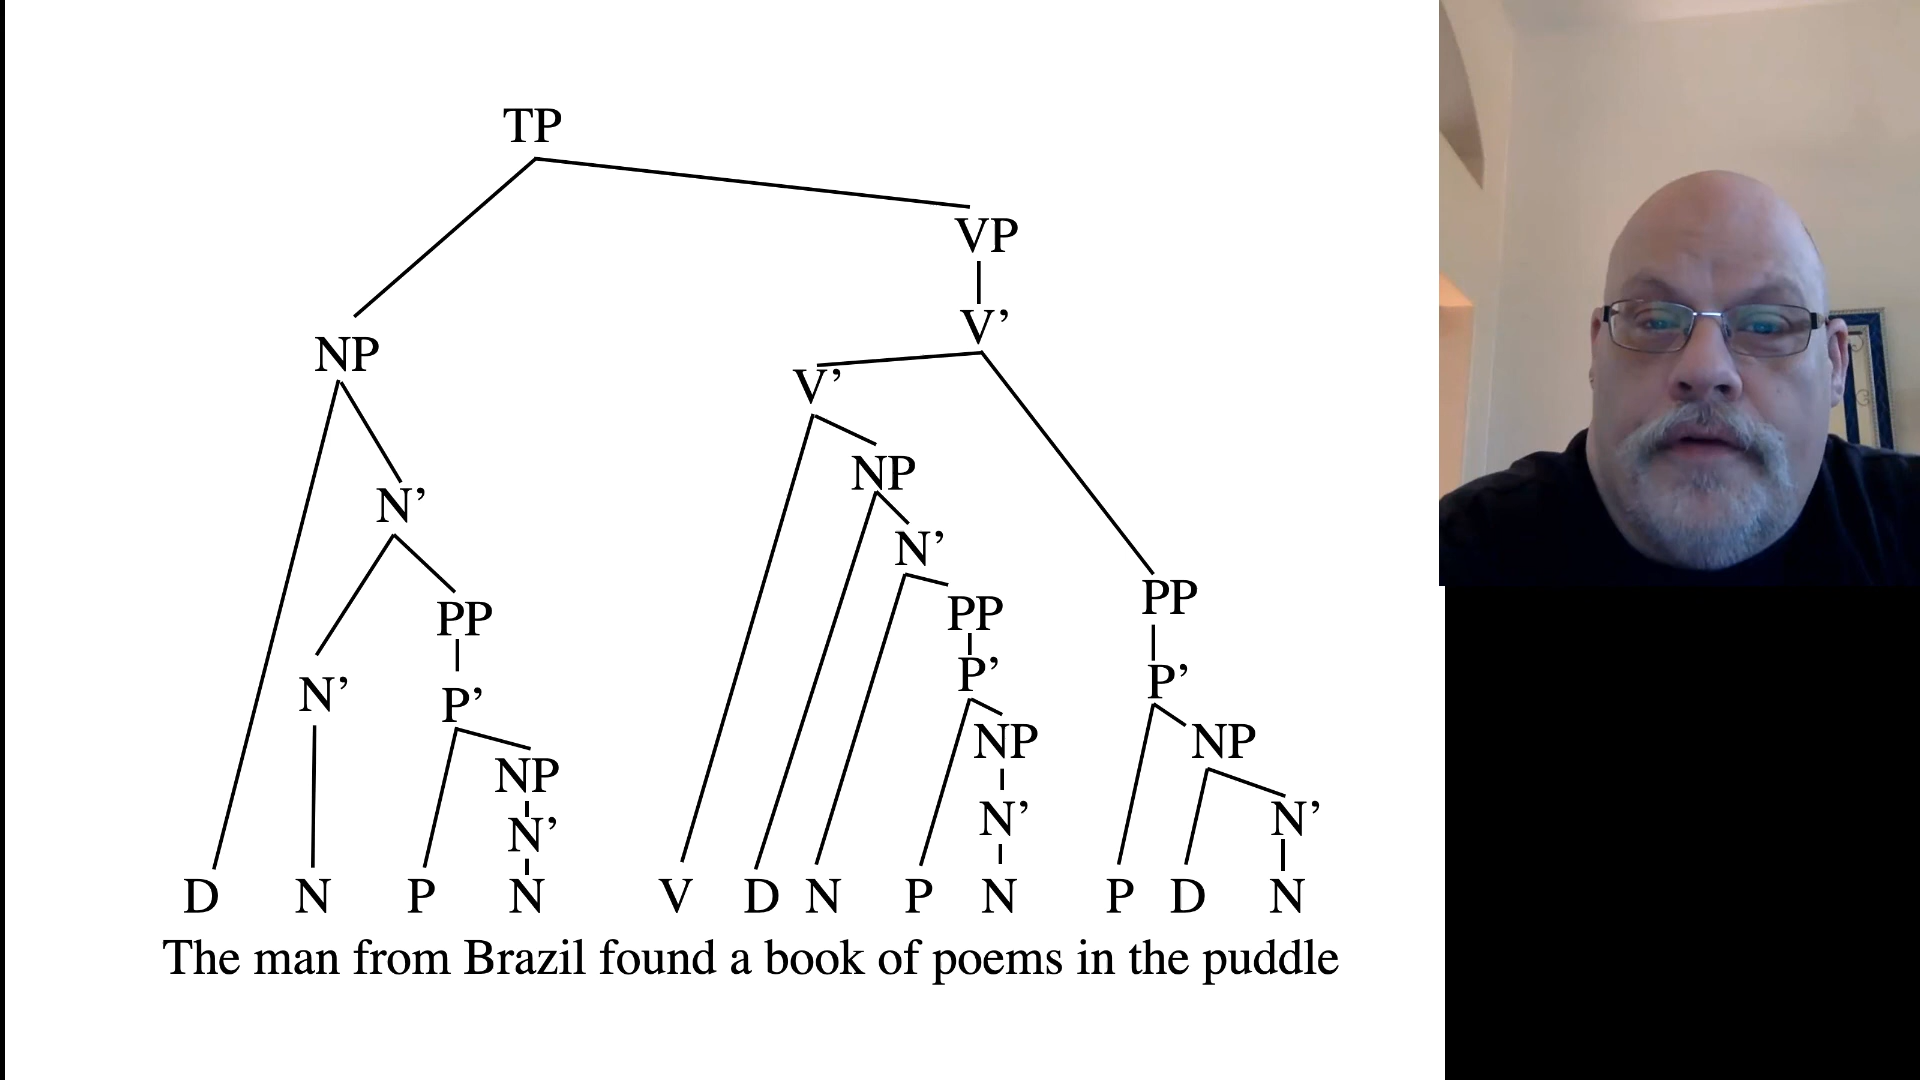 TP
VP
V’
NP
V’
NP
N’
N’
PP
PP
PP
P’
P’
N’
P’
NP
NP
NP
N’
N’
N’
D N P N V D N P N P D N
The man from Brazil found a book of poems in the puddle